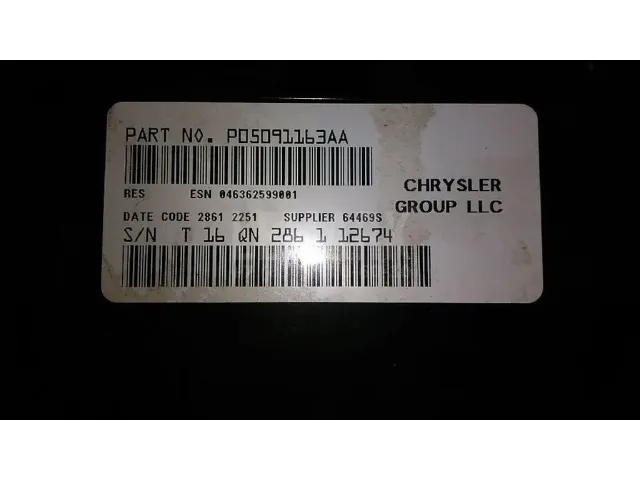 PART NO. P05091163AA
RES ESN 046362599001
CHRYSLER
GROUP LLC
DATE CODE 2861 2251 SUPPLIER 64469S
S/N T 16 QN 286 1 12674